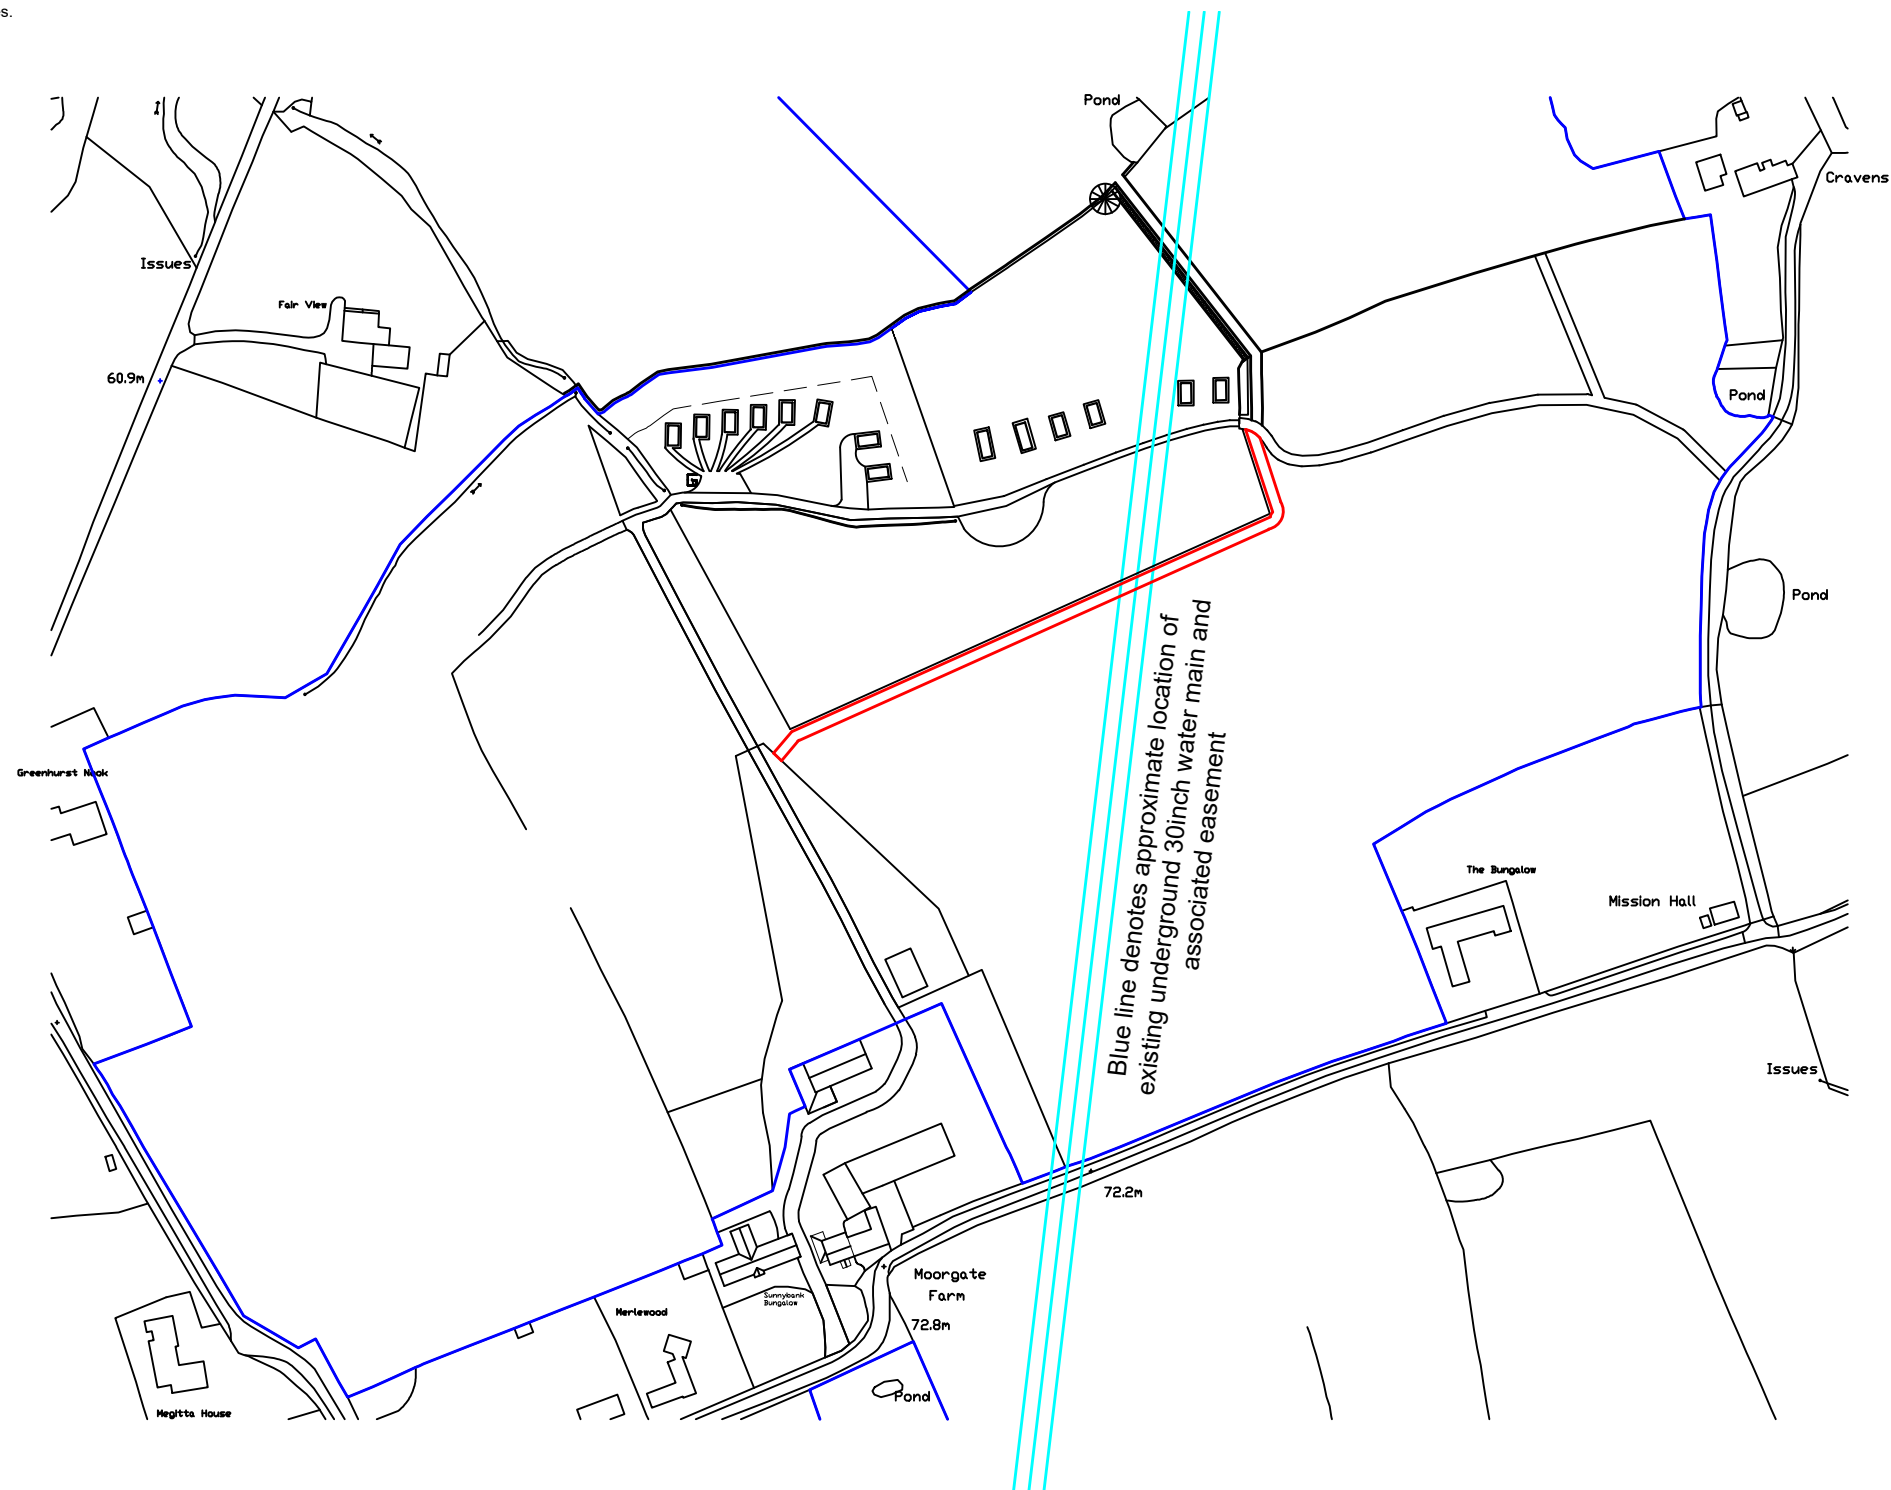 s.
Pond
Cravens
Issues
Fair View
60.9m
Pond
Pond
Blue line denotes approximate location of
existing underground 30inch water main and
associated easement
Greenhurst Nook
The Bungalow
Mission Hall
Issues
72.2m
Moorgate
Farm
Sunnybank
Bungalow
Merlewood
72.8m
Pond
Megitta House